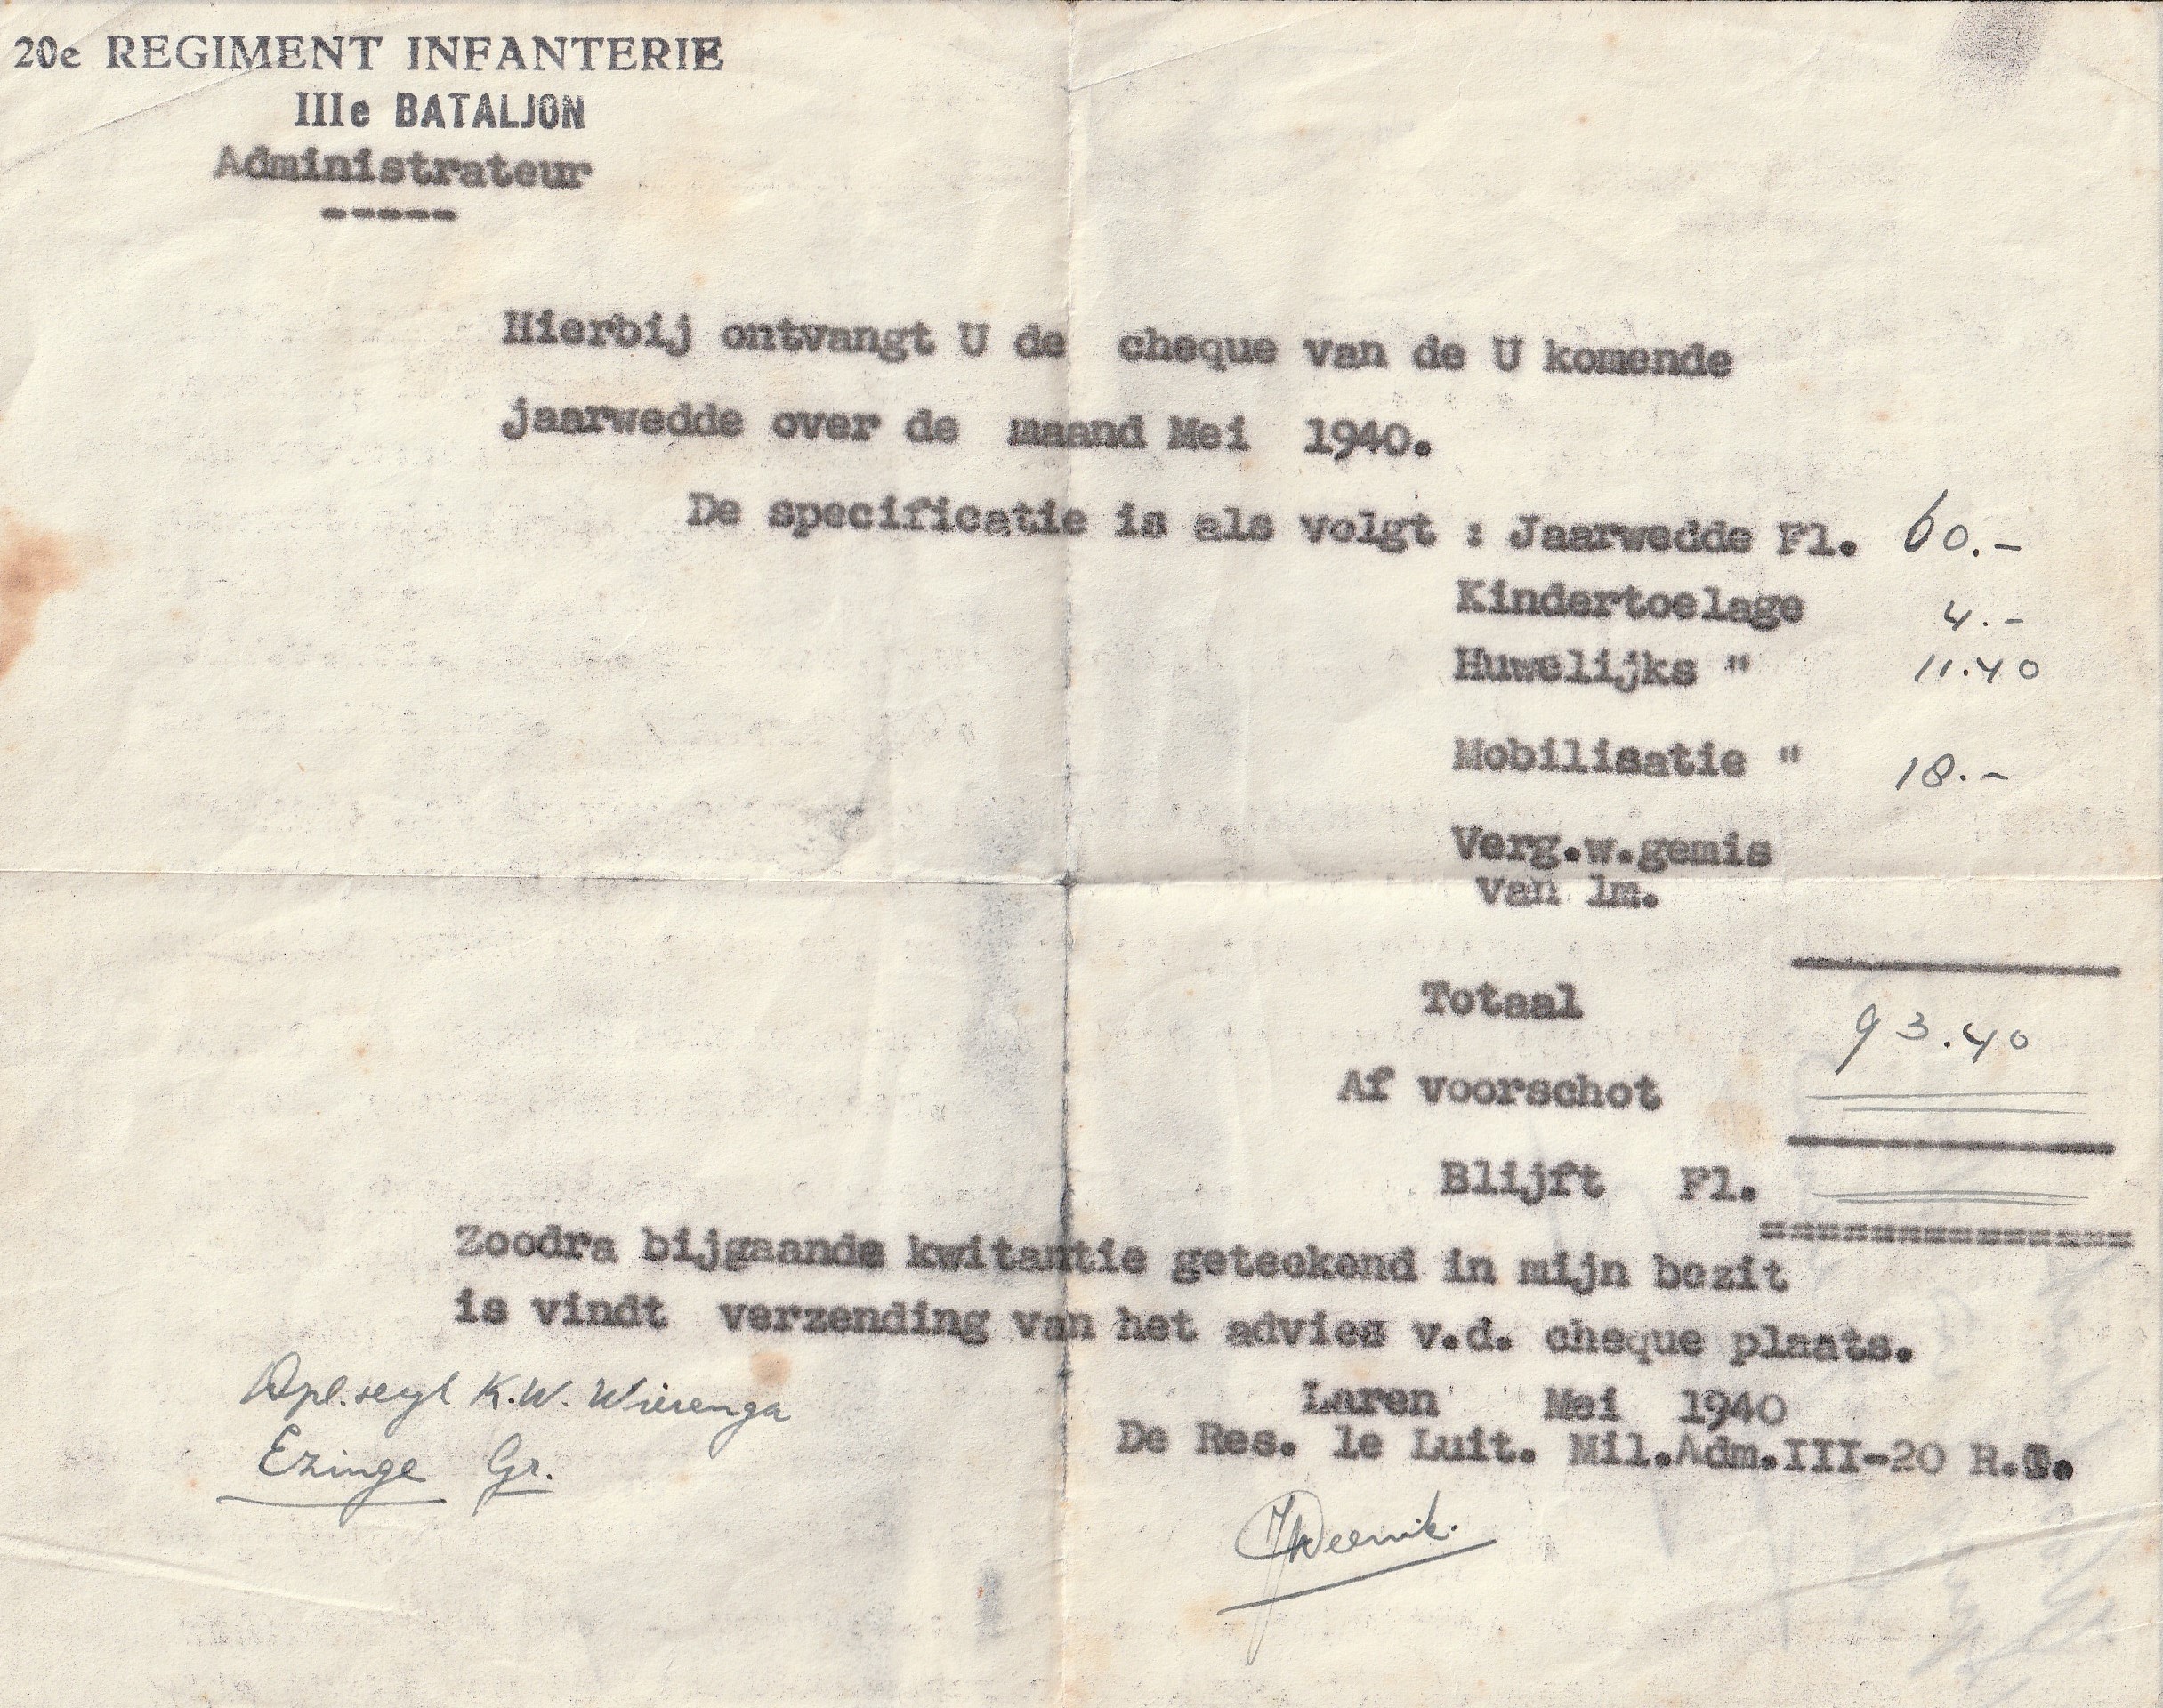 20e REGIMENT INFANTERIE
IIIe BATALJON
Administrateur
-----
Hierbij ontvangt U de cheque van de U komende
jaarwedde over de maand Mei 1940.
De specificatie is als volgt : Jaarwedde Fl. 60.-
Kindertoelage 4.-
Huwelijks " 11.40
Mobilisatie " 18.-
Verg.w.gemis
van lm.
Totaal 93.40
Af voorschot
Blijft Fl.
==============
Zoodra bijgaande kwitantie geteekend in mijn bezit
is vindt verzending van het advies v.d. cheque plaats.
K.W. Wierenga
Ezinge Gr.
Laren Mei 1940
De Res. 1e Luit. Mil.Adm.III-20 R.I.